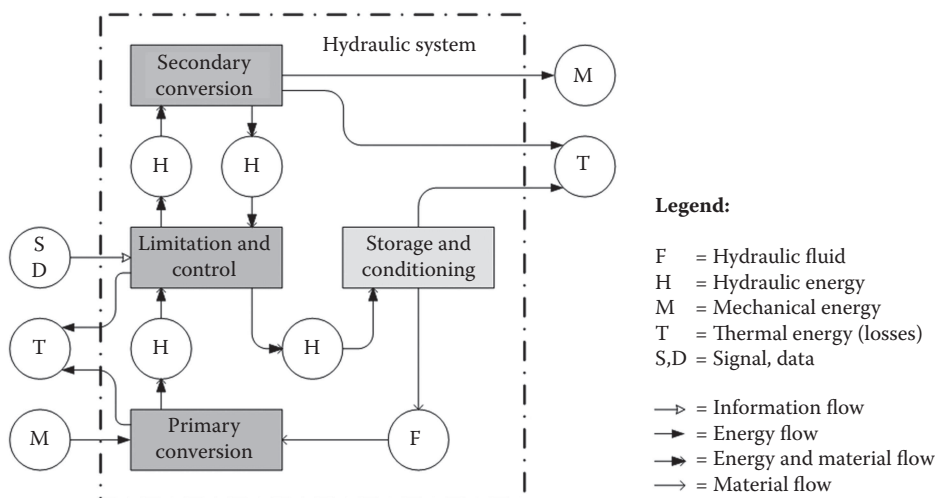 Hydraulic system
Secondary
conversion
M
H
H
T
S
D
Limitation and
control
Storage and
conditioning
T
H
H
M
Primary
conversion
F
Legend:
F = Hydraulic fluid
H = Hydraulic energy
M = Mechanical energy
T = Thermal energy (losses)
S,D = Signal, data
= Information flow
= Energy flow
= Energy and material flow
= Material flow